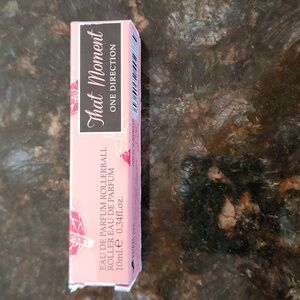 That Moment
ONE DIRECTION
EAU DE PARFUM ROLLERBALL
ROLLER EAU DE PARFUM
10ml ℮ 0.34fl.oz.